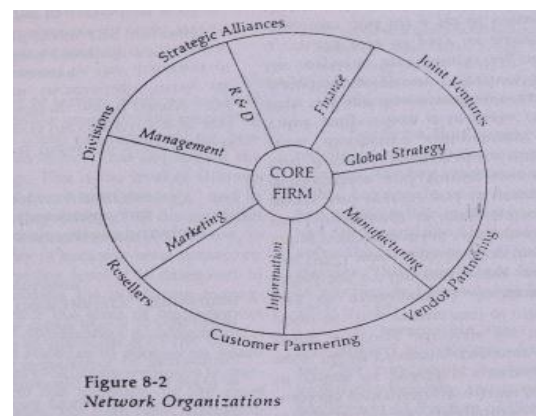 Strategic Alliances
Joint Ventures
Divisions
R & D
Finance
Management
Global Strategy
CORE
FIRM
Marketing
Manufacturing
Information
Resellers
Customer Partnering
Vendor Partnering
Figure 8-2
Network Organizations